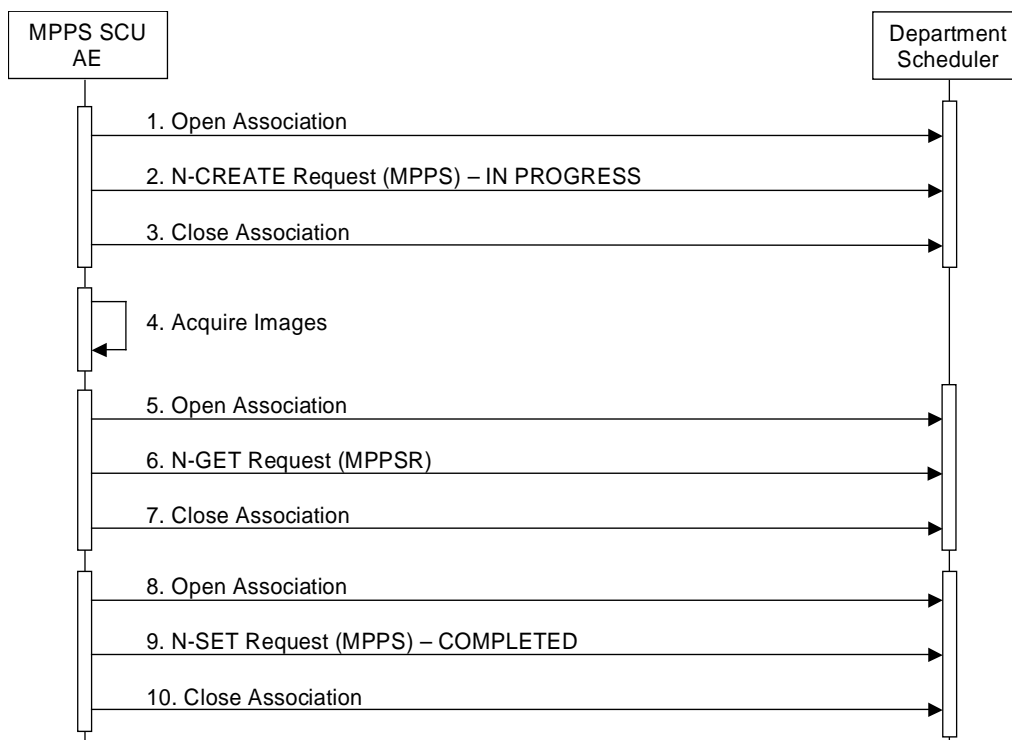 MPPS SCU
AE
Department
Scheduler
1. Open Association
2. N-CREATE Request (MPPS) – IN PROGRESS
3. Close Association
4. Acquire Images
5. Open Association
6. N-GET Request (MPPSR)
7. Close Association
8. Open Association
9. N-SET Request (MPPS) – COMPLETED
10. Close Association